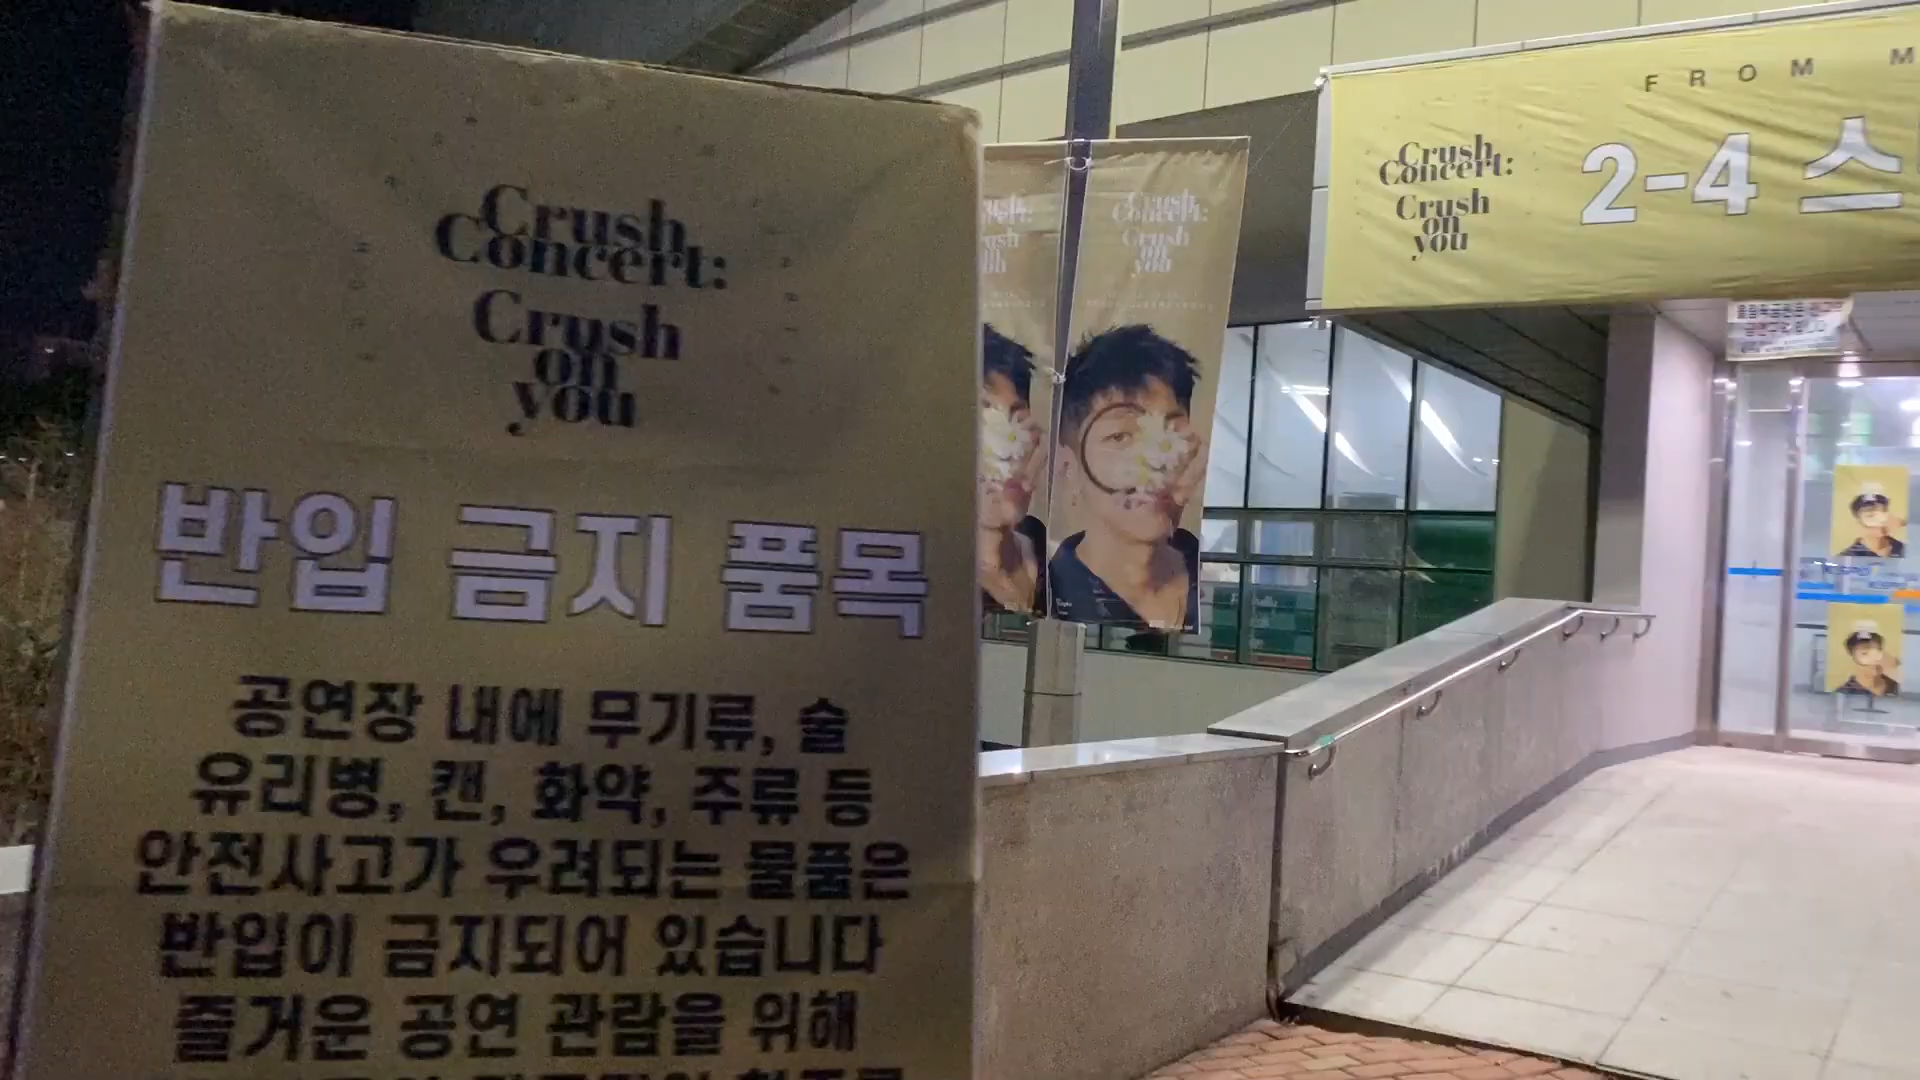 Crush
Concert:
Crush
on
you
반입 금지 품목
공연장 내에 무기류, 술
유리병, 캔, 화약, 주류 등
안전사고가 우려되는 물품은
반입이 금지되어 있습니다
즐거운 공연 관람을 위해
Crush
Concert:
Crush
on
you
FROM M
Crush
Concert:
Crush
on
you
2-4 스